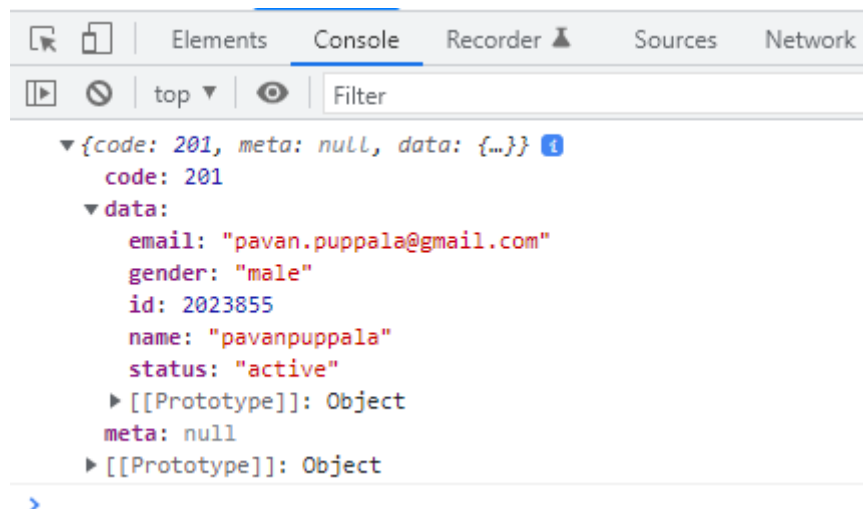 Elements Console Recorder Sources Network
top ▼ Filter
▼{code: 201, meta: null, data: {…}} i
code: 201
▼data:
email: "pavan.puppala@gmail.com"
gender: "male"
id: 2023855
name: "pavanpuppala"
status: "active"
▶[[Prototype]]: Object
meta: null
▶[[Prototype]]: Object
>